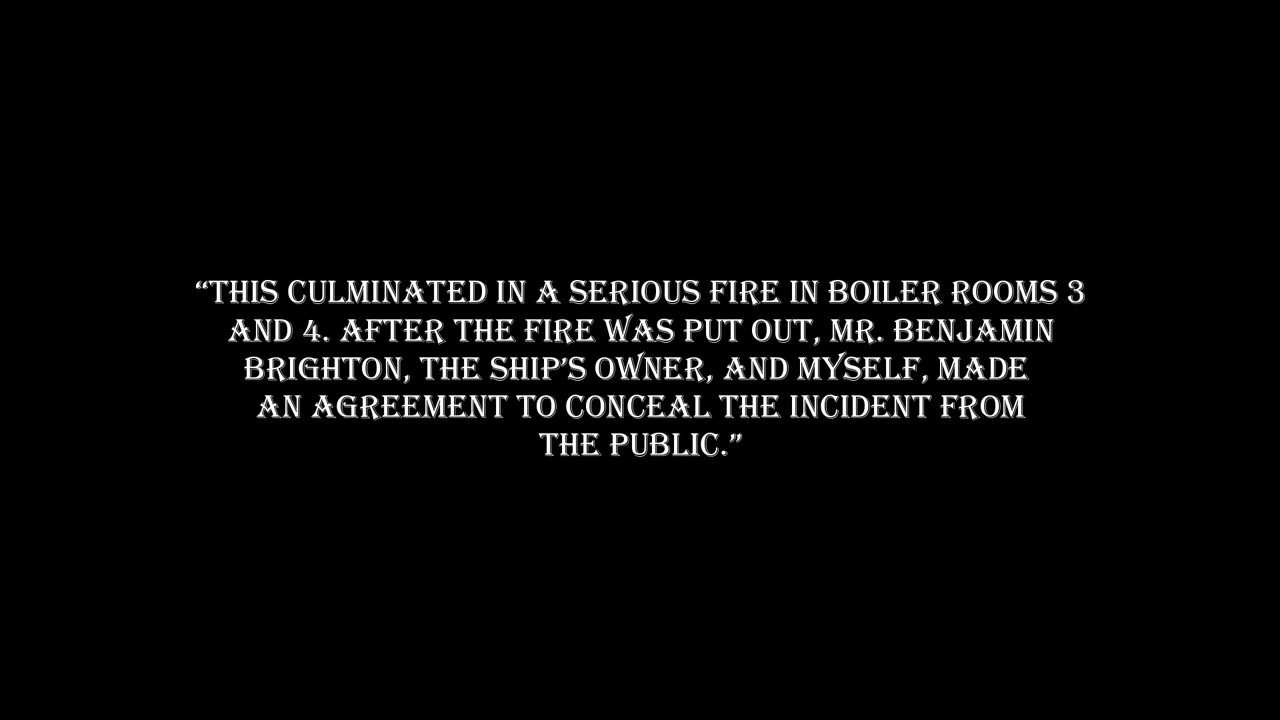 “THIS CULMINATED IN A SERIOUS FIRE IN BOILER ROOMS 3
AND 4. AFTER THE FIRE WAS PUT OUT, MR. BENJAMIN
BRIGHTON, THE SHIP’S OWNER, AND MYSELF, MADE
AN AGREEMENT TO CONCEAL THE INCIDENT FROM
THE PUBLIC.”